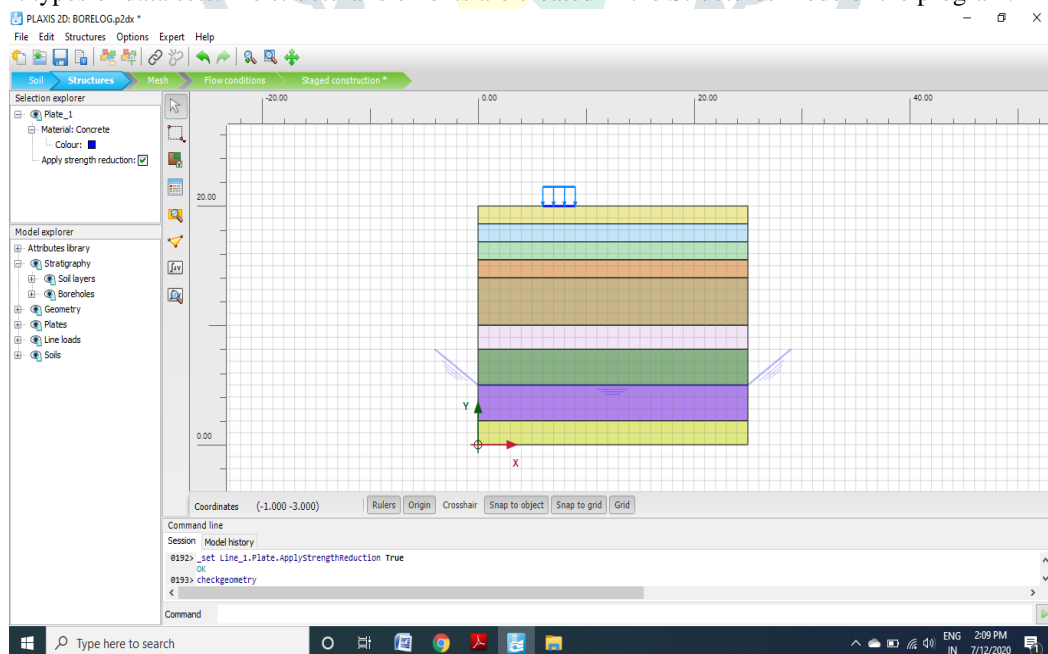 PLAXIS 2D: BORELOG.p2dx *
File Edit Structures Options Expert Help
Soil Structures Mesh Flow conditions Staged construction *
Selection explorer
Plate_1
Material: Concrete
Colour:
Apply strength reduction:
Model explorer
Attributes library
Stratigraphy
Soil layers
Boreholes
Geometry
Plates
Line loads
Soils
-20.00 0.00 20.00 40.00
20.00
0.00
Y
X
Coordinates (-1.000 -3.000) Rulers Origin Crosshair Snap to object Snap to grid Grid
Command line
Session Model history
0192> _set Line_1.Plate.ApplyStrengthReduction True
OK
0193> checkgeometry
Command
Type here to search
ENG 2:09 PM
IN 7/12/2020